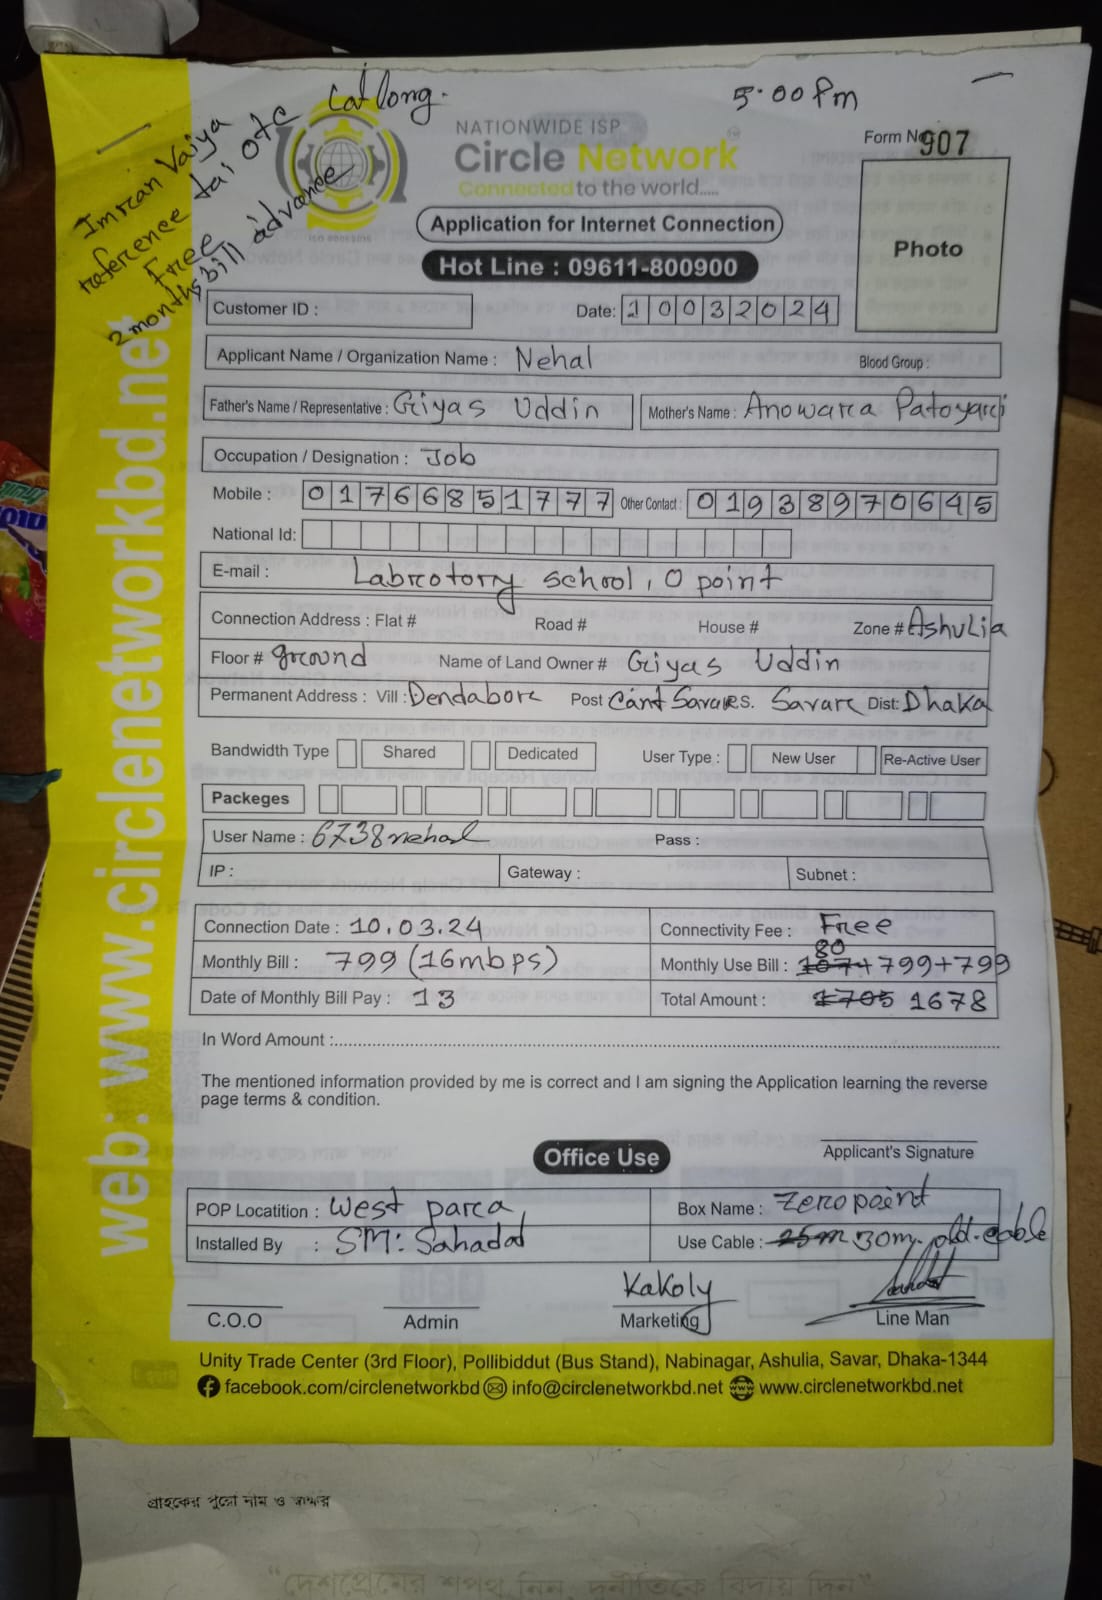 Cat long.
5.00 Pm
Imran Vaiya
reference tai otc
Free
2 months bill advance
NATIONWIDE ISP
Circle Network
Connected to the world.....
ISO 9001:2015
Form No 907
Application for Internet Connection
Hot Line : 09611-800900
Photo
Customer ID :
Date: 10032024
Applicant Name / Organization Name : Nehal
Blood Group :
Father's Name / Representative : Giyas Uddin
Mother's Name : Anowara Patoyari
Occupation / Designation : Job
Mobile : 01766851777
Other Contact : 01938970645
National Id:
E-mail : Labrotory school, 0 point
Connection Address : Flat # Road # House # Zone # Ashulia
Floor # ground Name of Land Owner # Giyas Uddin
Permanent Address : Vill : Dendabore Post Cant Savar P.S. Savar Dist: Dhaka
Bandwidth Type Shared Dedicated User Type : New User Re-Active User
Packeges
User Name : 6738nehal Pass :
IP : Gateway : Subnet :
Connection Date : 10.03.24
Connectivity Fee : Free
Monthly Bill : 799 (16mbps)
80
Monthly Use Bill : 107+ 799+799
Date of Monthly Bill Pay : 13
Total Amount : 1705 1678
In Word Amount :
The mentioned information provided by me is correct and I am signing the Application learning the reverse
page terms & condition.
Applicant's Signature
Office Use
POP Locatition : West para
Box Name : Zero point
Installed By : SM: Sahadat
Use Cable : 25m 30m. old. cable
Kakoly
C.O.O Admin Marketing Line Man
Unity Trade Center (3rd Floor), Pollibiddut (Bus Stand), Nabinagar, Ashulia, Savar, Dhaka-1344
facebook.com/circlenetworkbd info@circlenetworkbd.net www.circlenetworkbd.net
web: www.circlenetworkbd.net
গ্রাহকের পুরো নাম ও স্বাক্ষর
"দেশপ্রেমের শপথ নিন, দুর্নীতিকে বিদায় দিন"